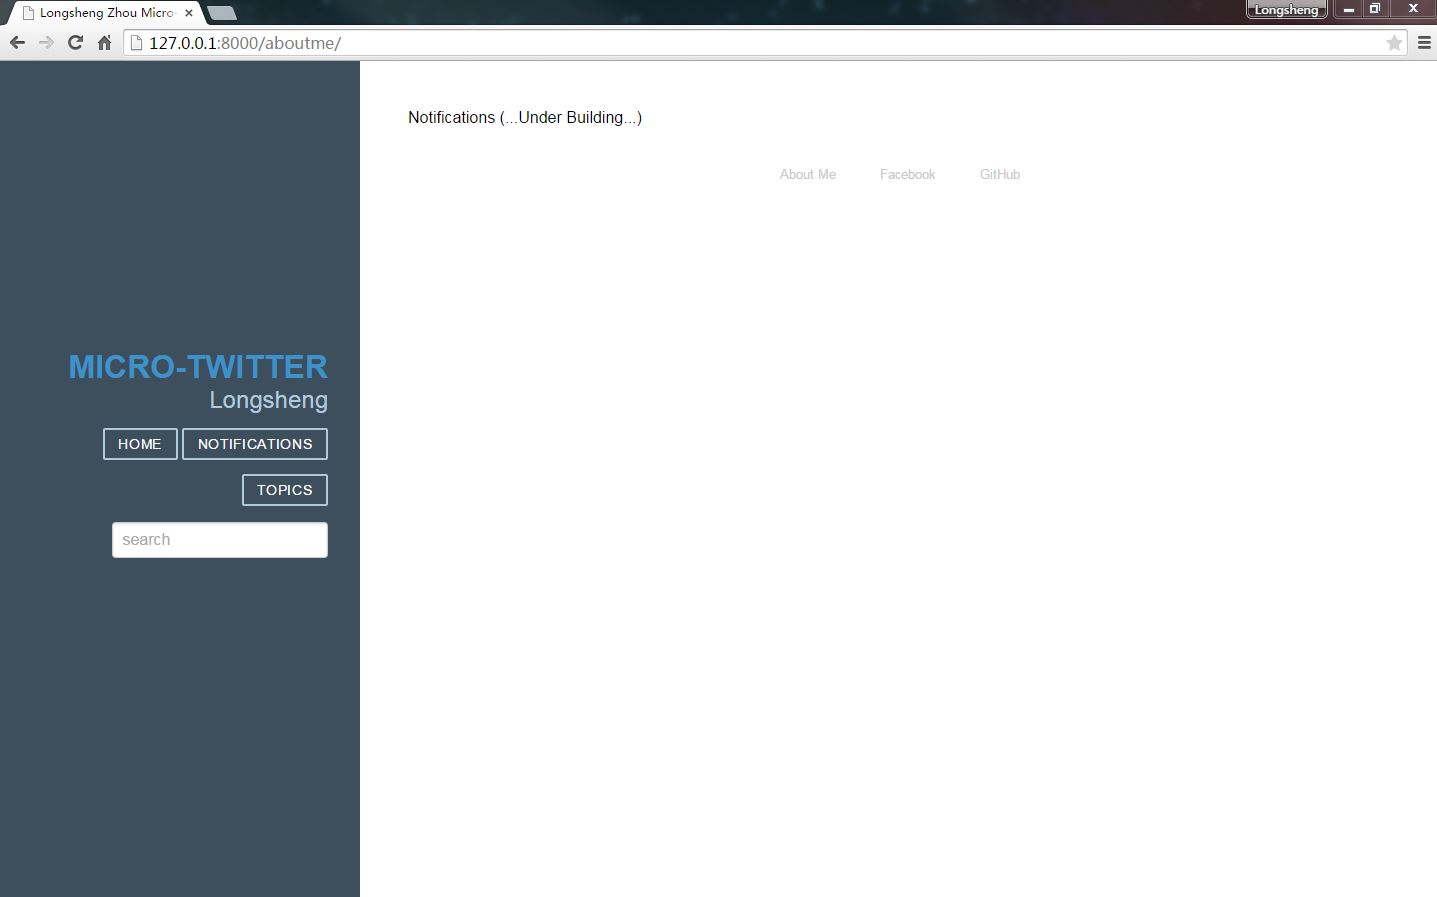 Longsheng Zhou Micro-
Longsheng
127.0.0.1:8000/aboutme/
Notifications (...Under Building...)
About Me Facebook GitHub
MICRO-TWITTER
Longsheng
HOME NOTIFICATIONS
TOPICS
search